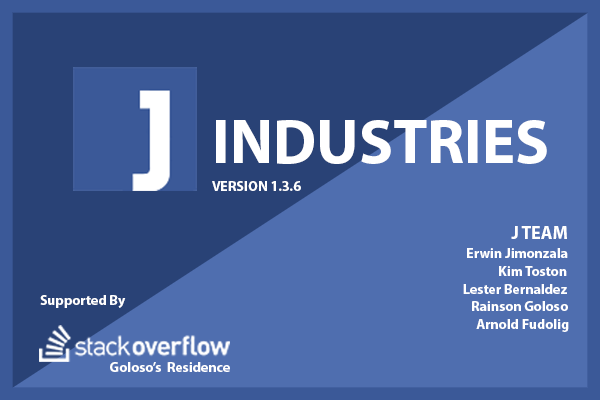 J INDUSTRIES
VERSION 1.3.6
J TEAM
Erwin Jimonzala
Kim Toston
Lester Bernaldez
Rainson Goloso
Arnold Fudolig
Supported By
stackoverflow
Goloso's Residence